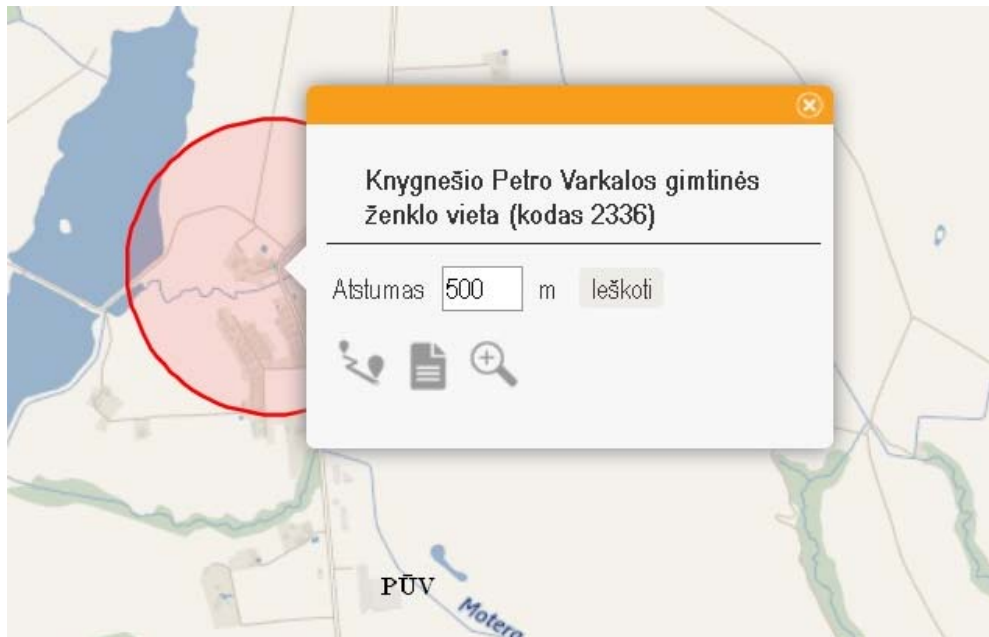 Knygnešio Petro Varkalos gimtinės
ženklo vieta (kodas 2336)
Atstumas 500 m Ieškoti
PŪV
Motero